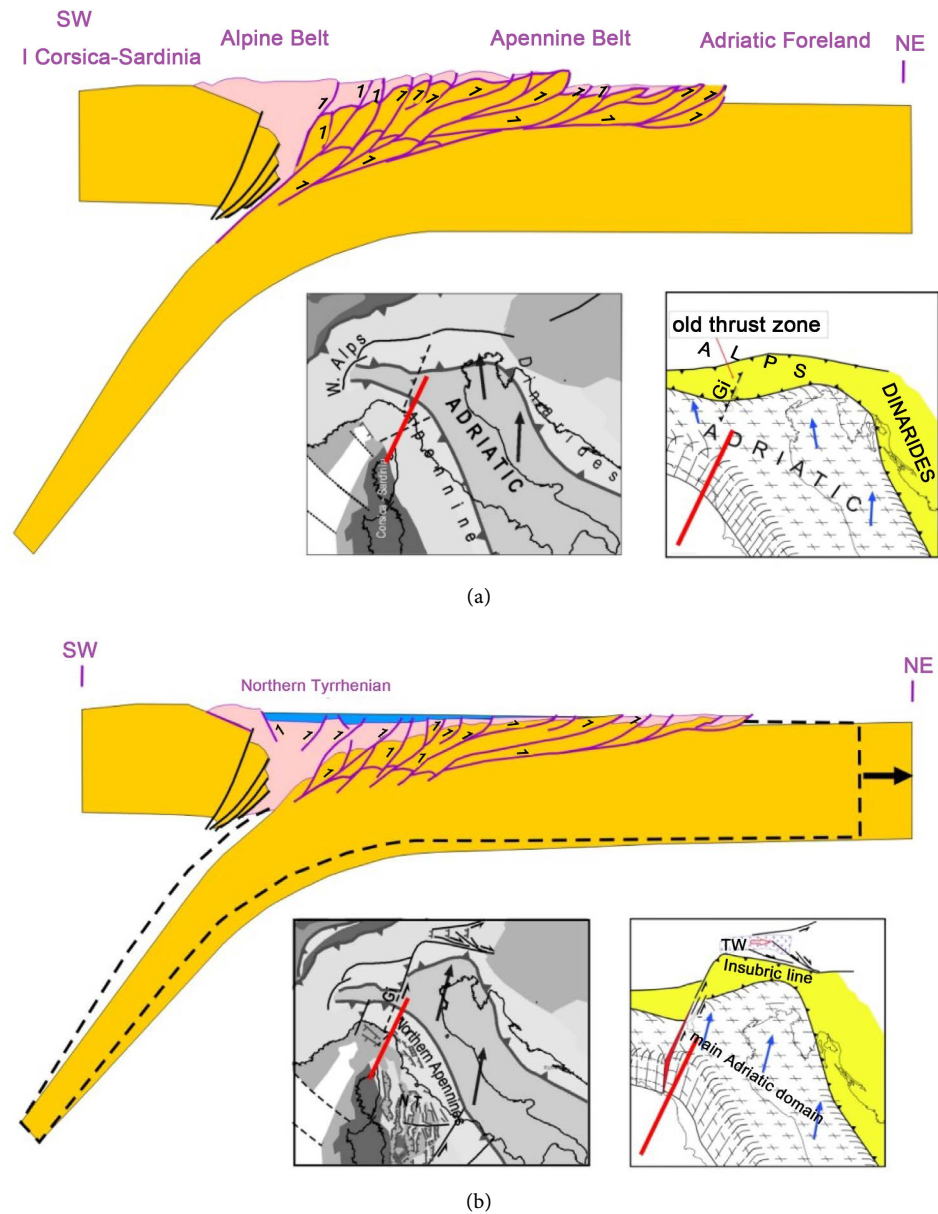 SW
I Corsica-Sardinia
Alpine Belt
Apennine Belt
Adriatic Foreland
NE
W. Alps
Dinarides
ADRIATIC
Apennine
Corsica - Sardinia
old thrust zone
ALPS
Gi
DINARIDES
ADRIATIC
(a)
SW
NE
Northern Tyrrhenian
Gi
Northern Apennines
NT
TW
Insubric line
main Adriatic domain
(b)